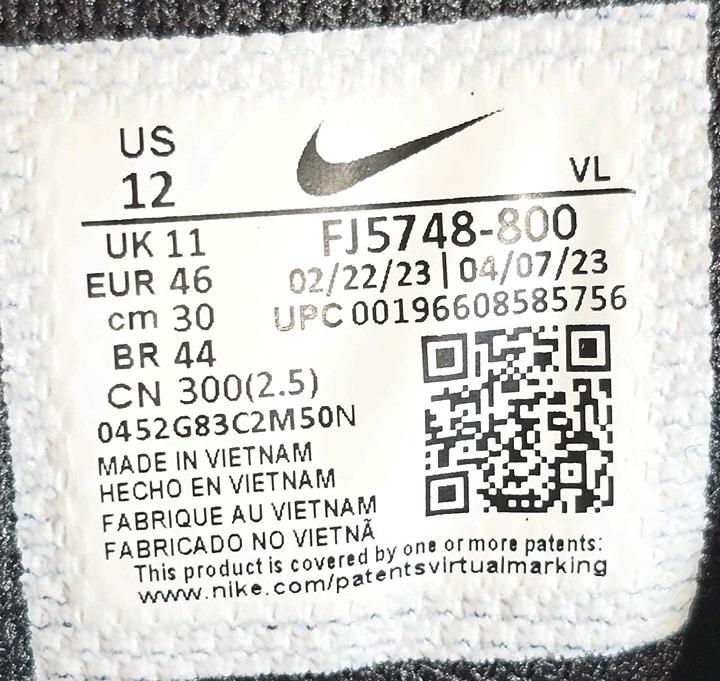 US
12
VL
UK 11
FJ5748-800
EUR 46
02/22/23 | 04/07/23
cm 30
UPC 00196608585756
BR 44
CN 300(2.5)
0452G83C2M50N
MADE IN VIETNAM
HECHO EN VIETNAM
FABRIQUE AU VIETNAM
FABRICADO NO VIETNÃ
This product is covered by one or more patents:
www.nike.com/patentsvirtualmarking